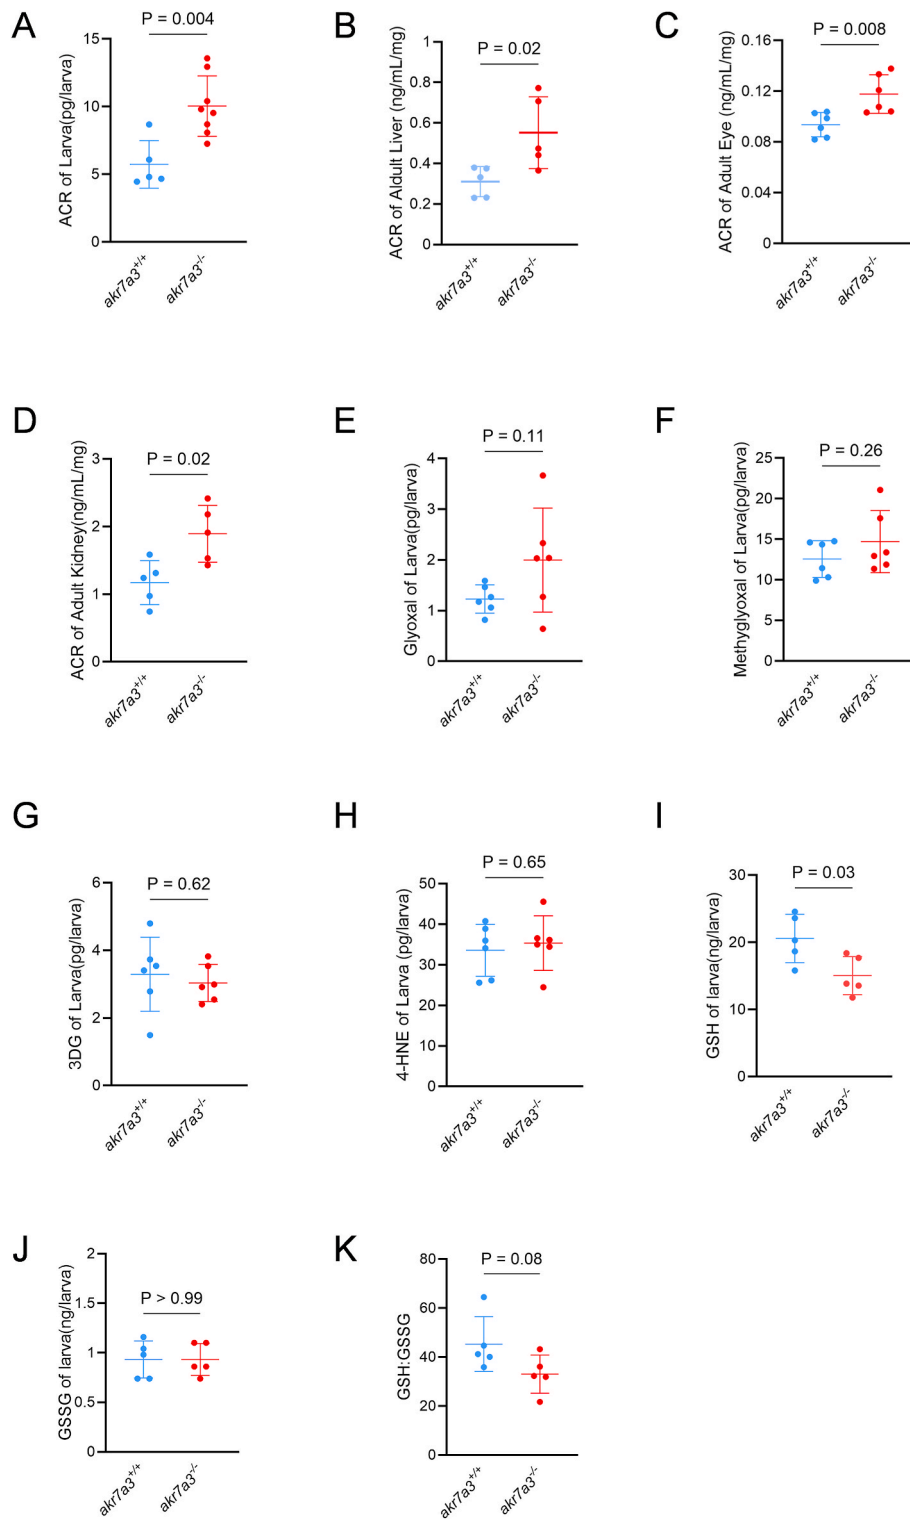 A
P = 0.004
ACR of Larva(pg/larva)
15
10
5
0
akr7a3+/+
akr7a3-/-
B
P = 0.02
ACR of Aldult Liver (ng/mL/mg)
1
0.8
0.6
0.4
0.2
0
akr7a3+/+
akr7a3-/-
C
P = 0.008
ACR of Adult Eye (ng/mL/mg)
0.16
0.12
0.08
0.04
0
akr7a3+/+
akr7a3-/-
D
P = 0.02
ACR of Adult Kidney(ng/mL/mg)
3
2
1
0
akr7a3+/+
akr7a3-/-
E
P = 0.11
Glyoxal of Larva(pg/larva)
4
3
2
1
0
akr7a3+/+
akr7a3-/-
F
P = 0.26
Methyglyoxal of Larva(pg/larva)
25
20
15
10
5
0
akr7a3+/+
akr7a3-/-
G
P = 0.62
3DG of Larva(pg/larva)
6
4
2
0
akr7a3+/+
akr7a3-/-
H
P = 0.65
4-HNE of Larva (pg/larva)
50
40
30
20
10
0
akr7a3+/+
akr7a3-/-
I
P = 0.03
GSH of larva(ng/larva)
30
20
10
0
akr7a3+/+
akr7a3-/-
J
P > 0.99
GSSG of larva(ng/larva)
2
1.5
1
0.5
0
akr7a3+/+
akr7a3-/-
K
P = 0.08
GSH:GSSG
80
60
40
20
0
akr7a3+/+
akr7a3-/-